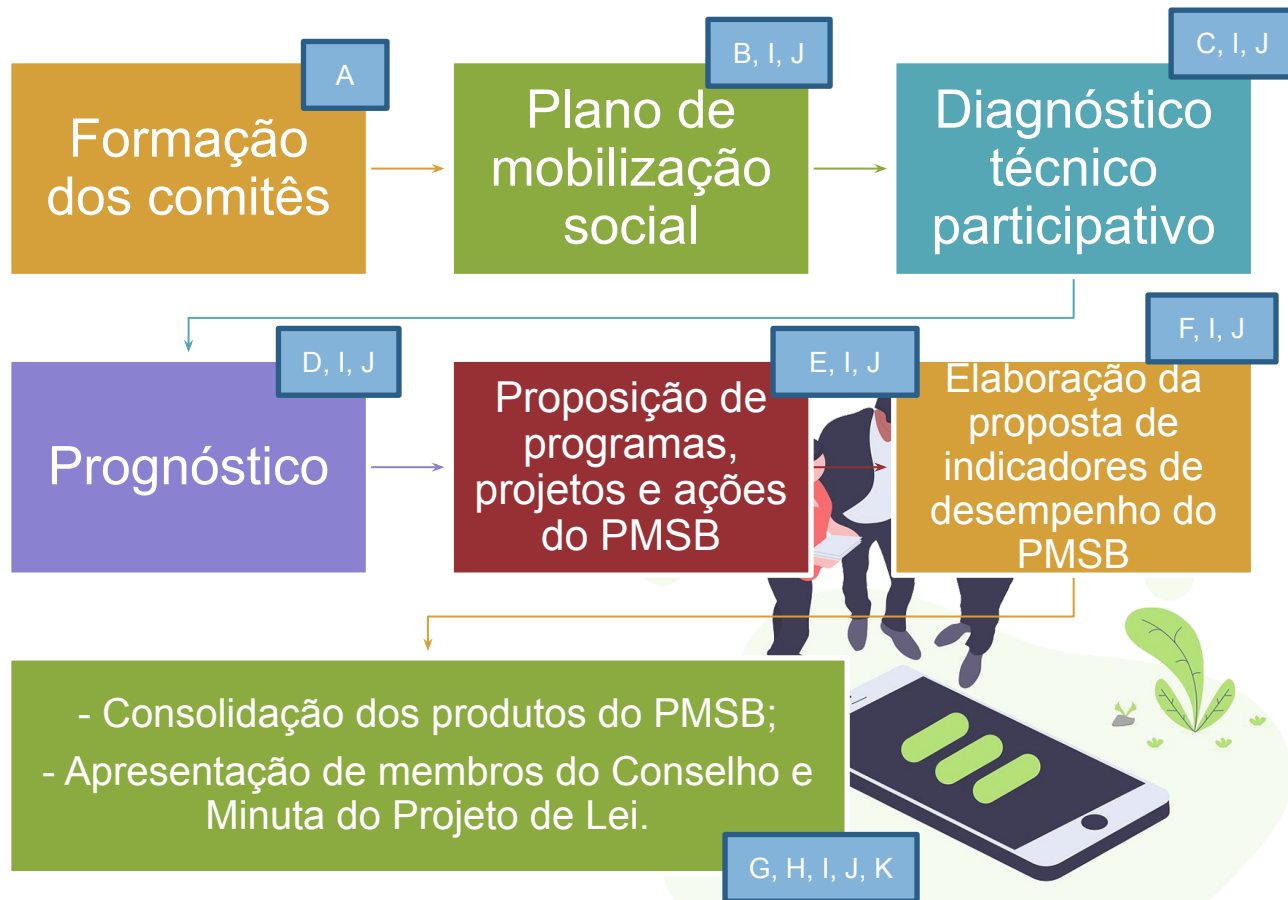 A
Formação
dos comitês
B, I, J
Plano de
mobilização
social
C, I, J
Diagnóstico
técnico
participativo
D, I, J
Prognóstico
E, I, J
Proposição de
programas,
projetos e ações
do PMSB
F, I, J
Elaboração da
proposta de
indicadores de
desempenho do
PMSB
- Consolidação dos produtos do PMSB;
- Apresentação de membros do Conselho e
Minuta do Projeto de Lei.
G, H, I, J, K